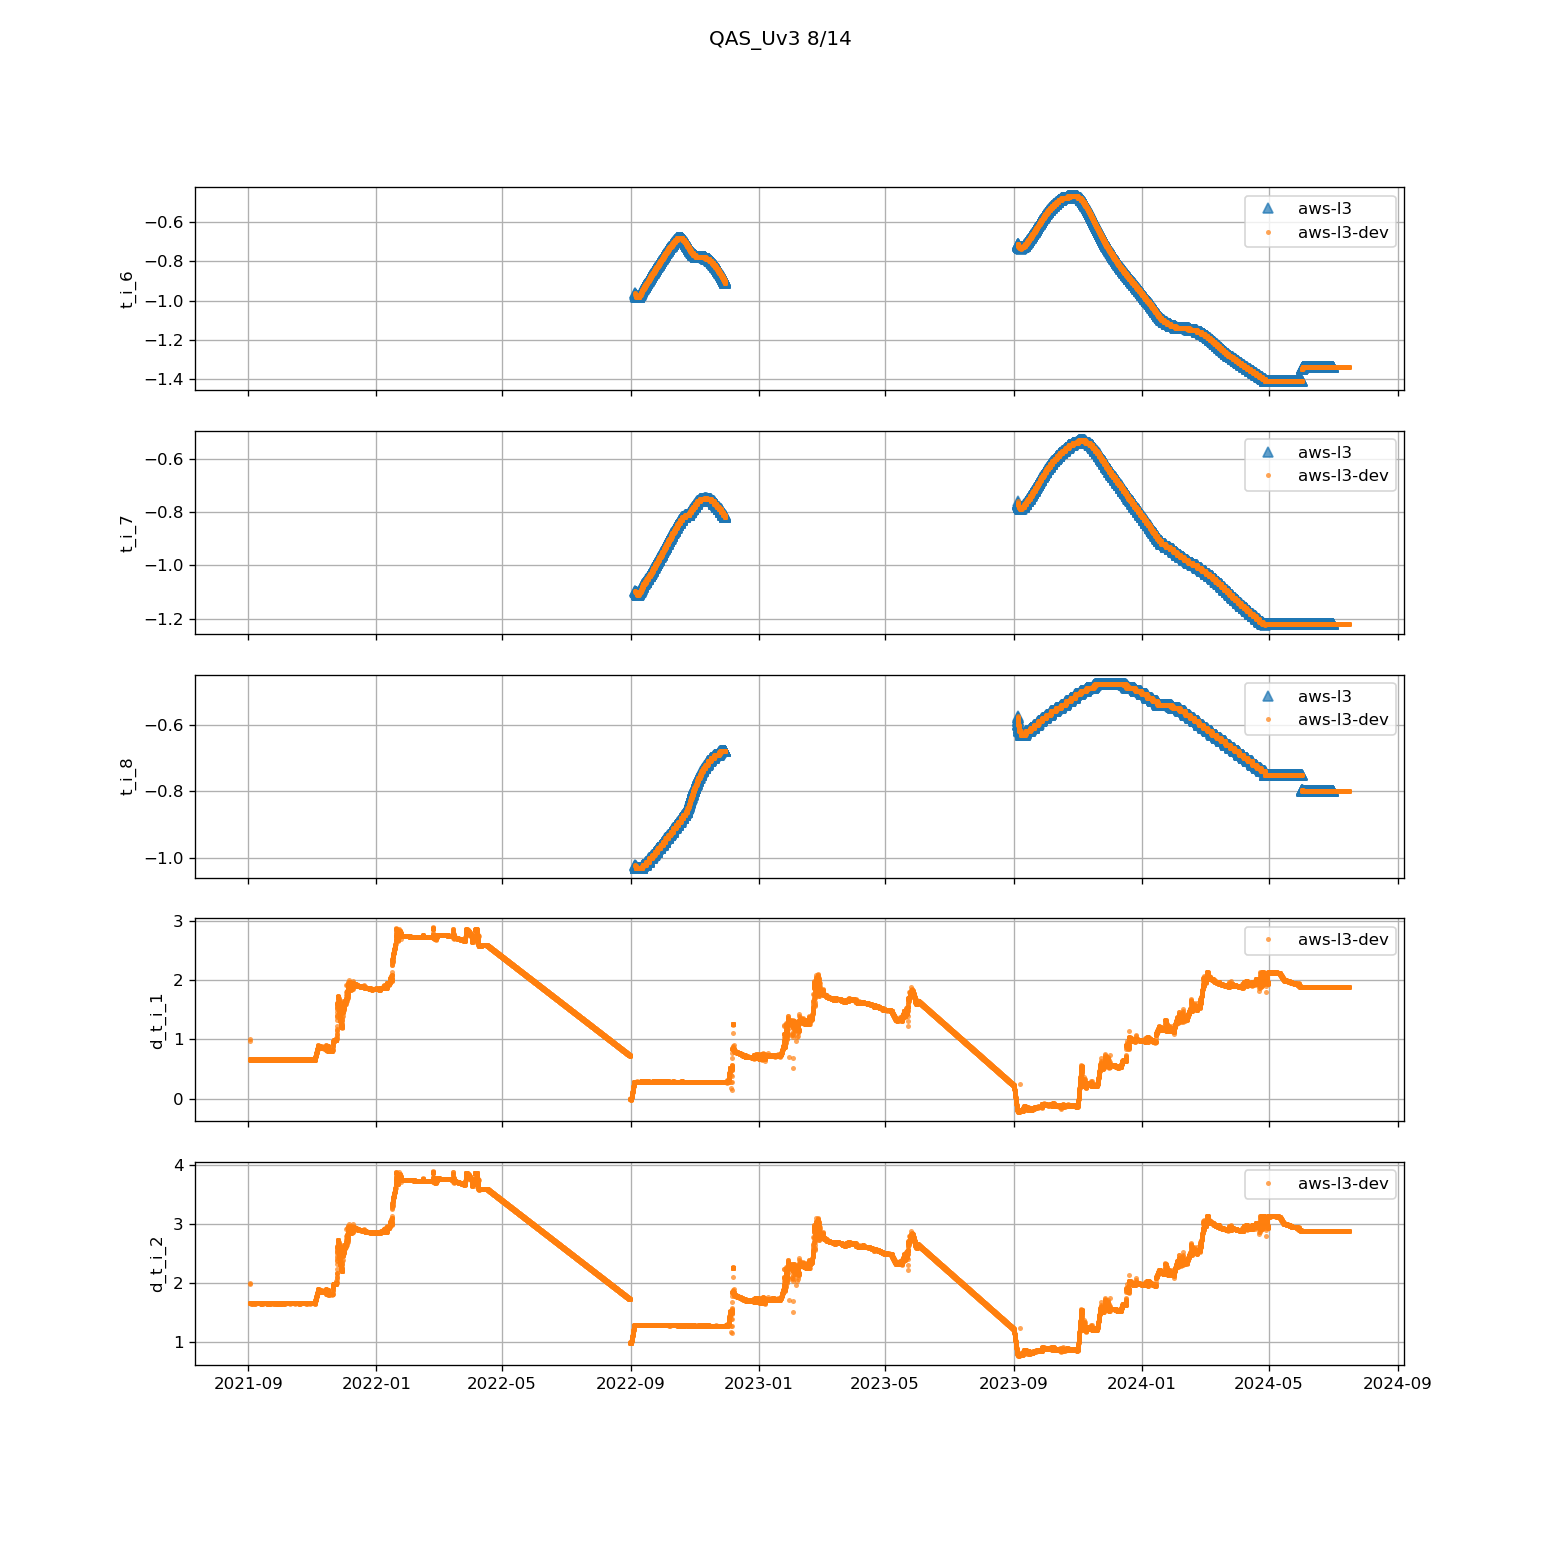 QAS_Uv3 8/14
t_i_6
−0.6
−0.8
−1.0
−1.2
−1.4
aws-l3
aws-l3-dev
t_i_7
−0.6
−0.8
−1.0
−1.2
aws-l3
aws-l3-dev
t_i_8
−0.6
−0.8
−1.0
aws-l3
aws-l3-dev
d_t_i_1
3
2
1
0
aws-l3-dev
d_t_i_2
4
3
2
1
aws-l3-dev
2021-09 2022-01 2022-05 2022-09 2023-01 2023-05 2023-09 2024-01 2024-05 2024-09